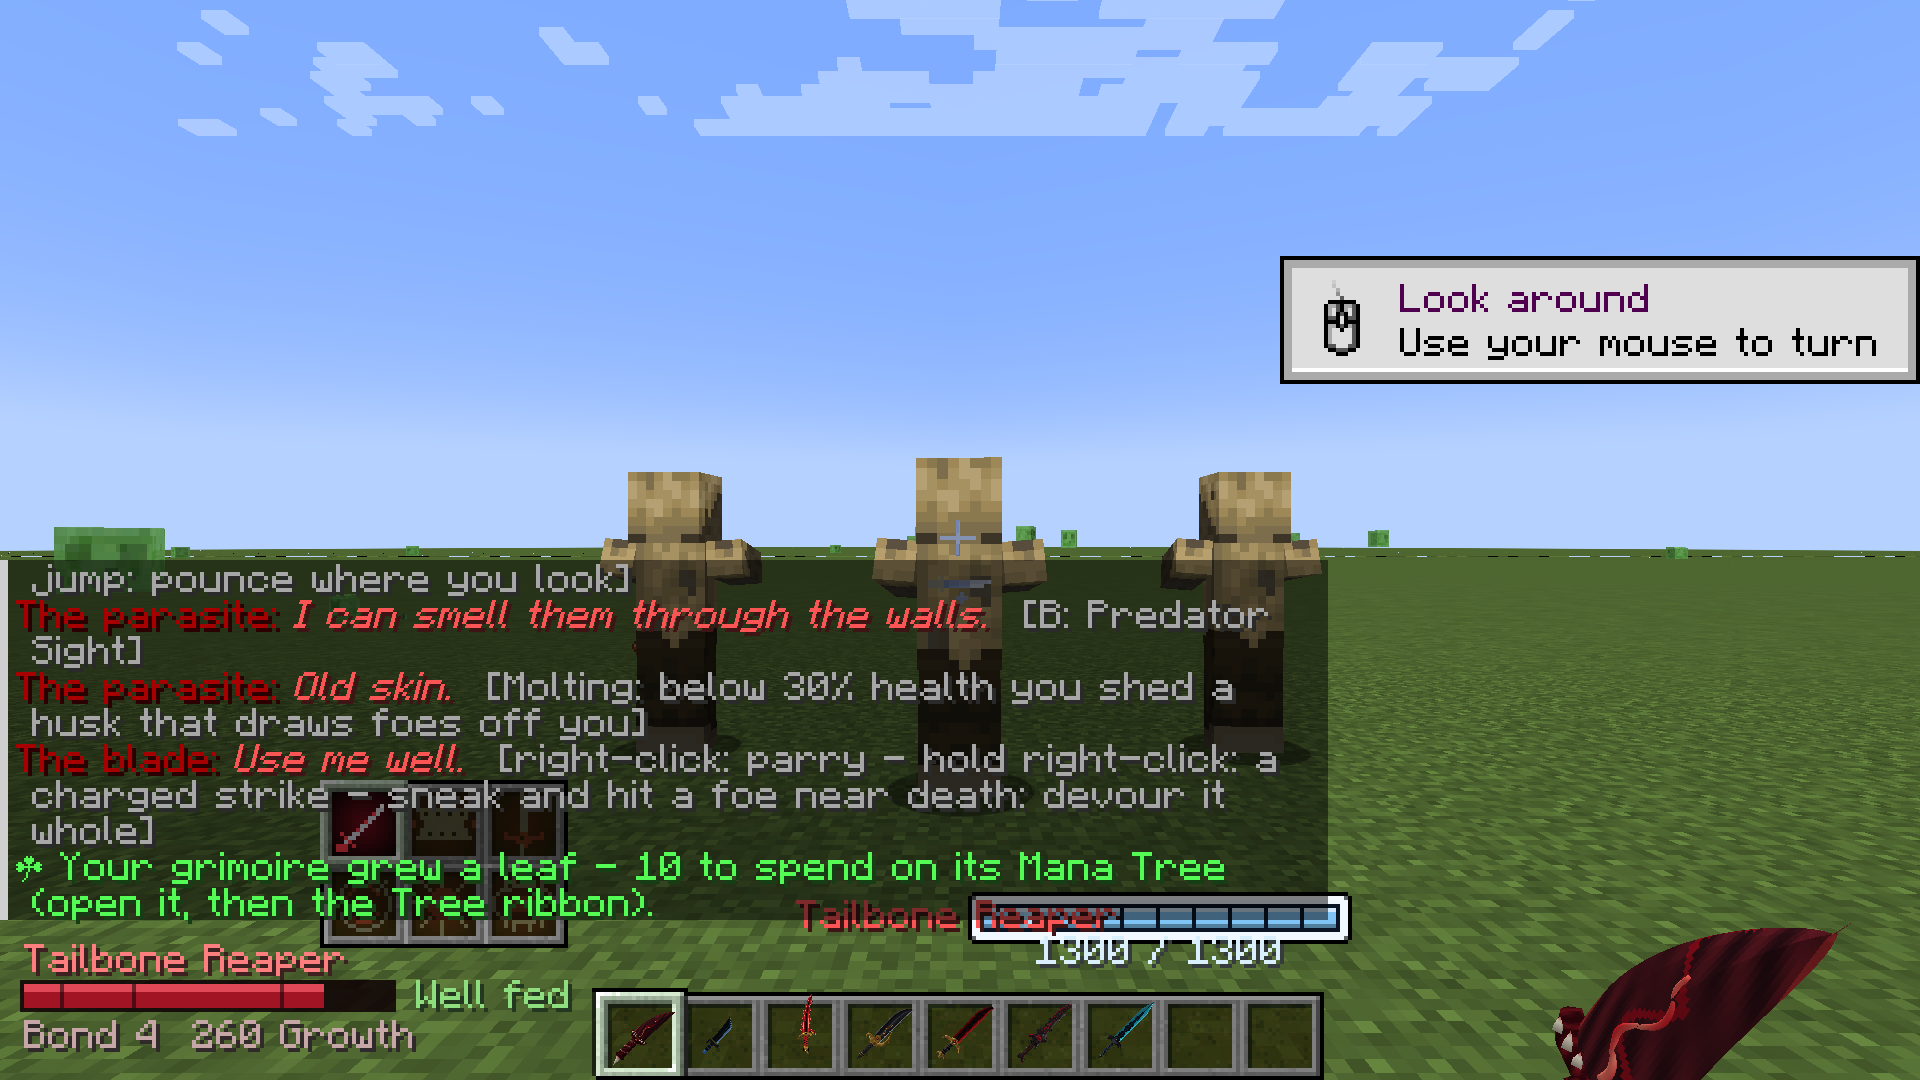 Look around
Use your mouse to turn
jump: pounce where you look]
The parasite: I can smell them through the walls. [B: Predator
Sight]
The parasite: Old skin. [Molting: below 30% health you shed a
husk that draws foes off you]
The blade: Use me well. [right-click: parry - hold right-click: a
charged strike - sneak and hit a foe near death: devour it
whole]
☘ Your grimoire grew a leaf - 10 to spend on its Mana Tree
(open it, then the Tree ribbon).
Tailbone Reaper
1300 / 1300
Tailbone Reaper
Well fed
Bond 4 260 Growth